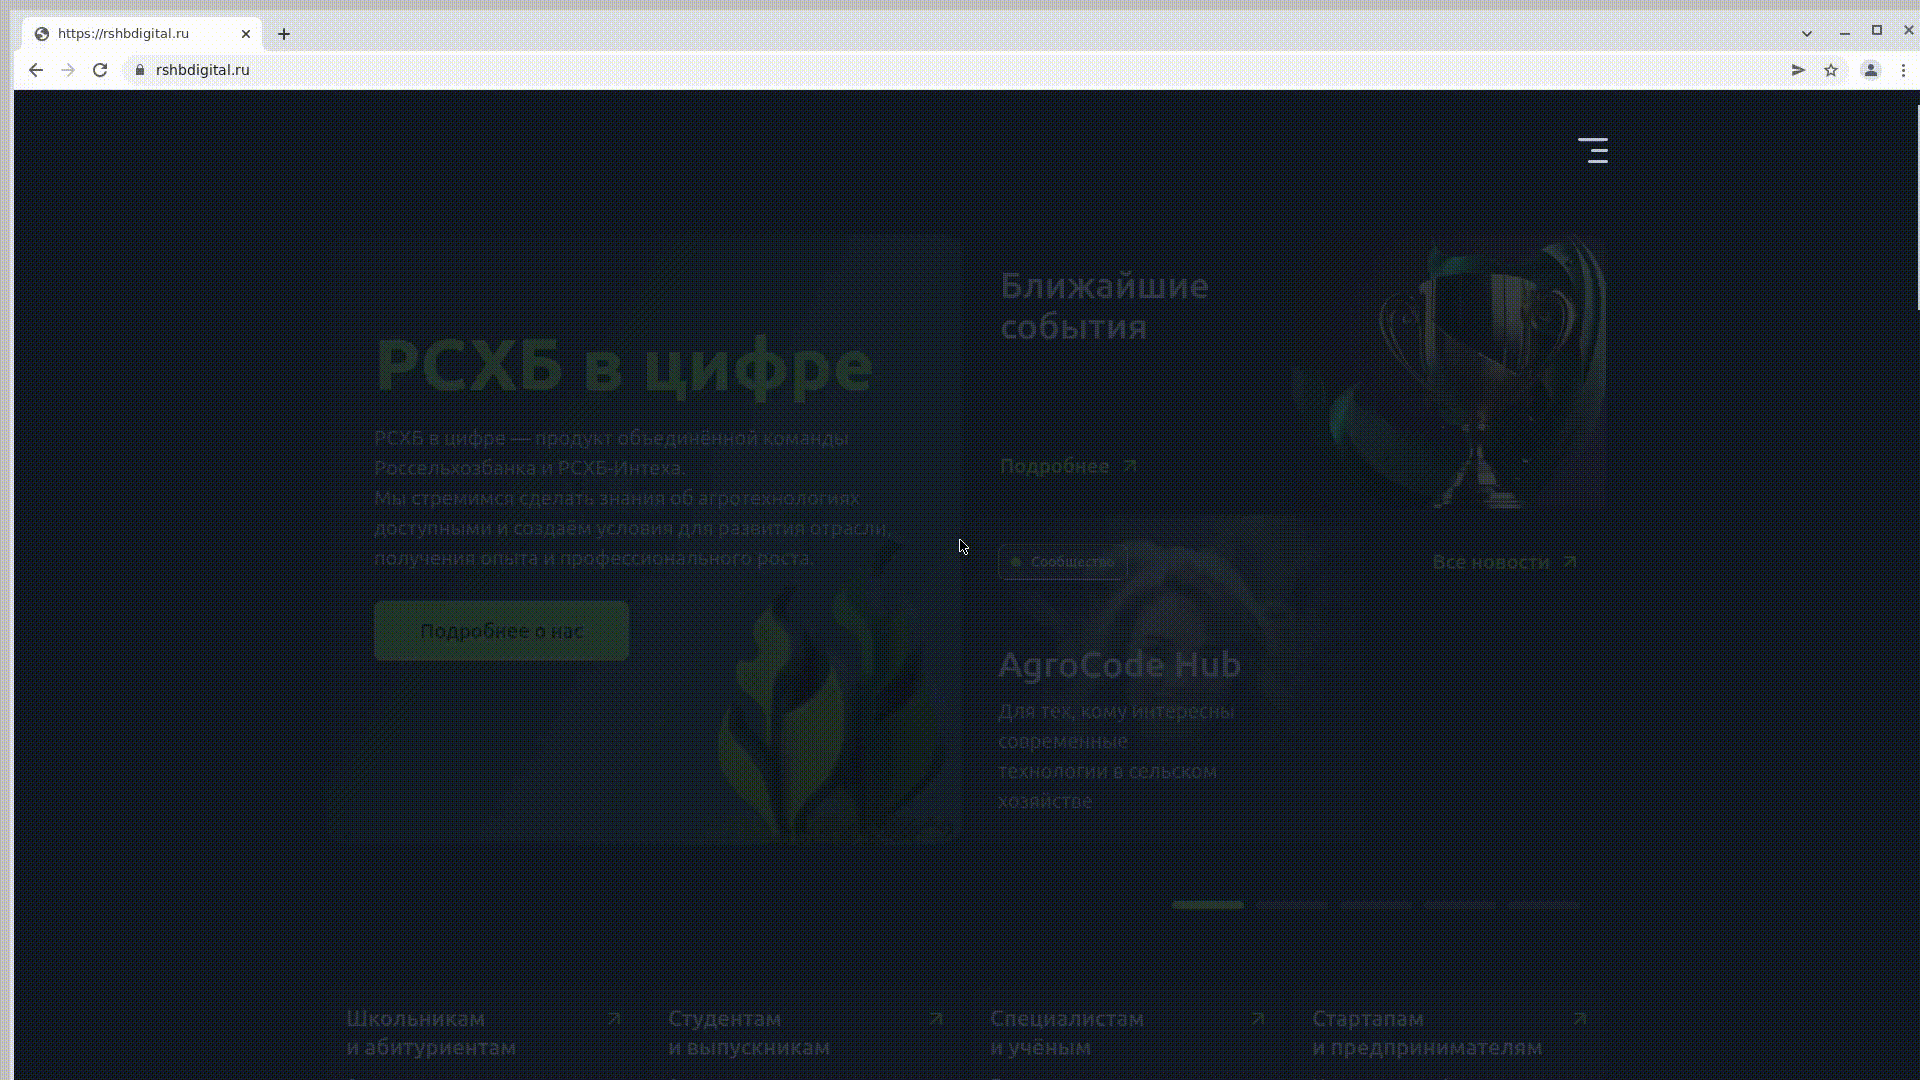 https://rshbdigital.ru
rshbdigital.ru
РСХБ в цифре
РСХБ в цифре — продукт объединённой команды
Россельхозбанка и РСХБ-Интеха.
Мы стремимся сделать знания об агротехнологиях
доступными и создаём условия для развития отрасли,
получения опыта и профессионального роста.
Подробнее о нас
Ближайшие
события
Подробнее
Сообщество
Все новости
AgroCode Hub
Для тех, кому интересны
современные
технологии в сельском
хозяйстве
Школьникам
и абитуриентам
Студентам
и выпускникам
Специалистам
и учёным
Стартапам
и предпринимателям